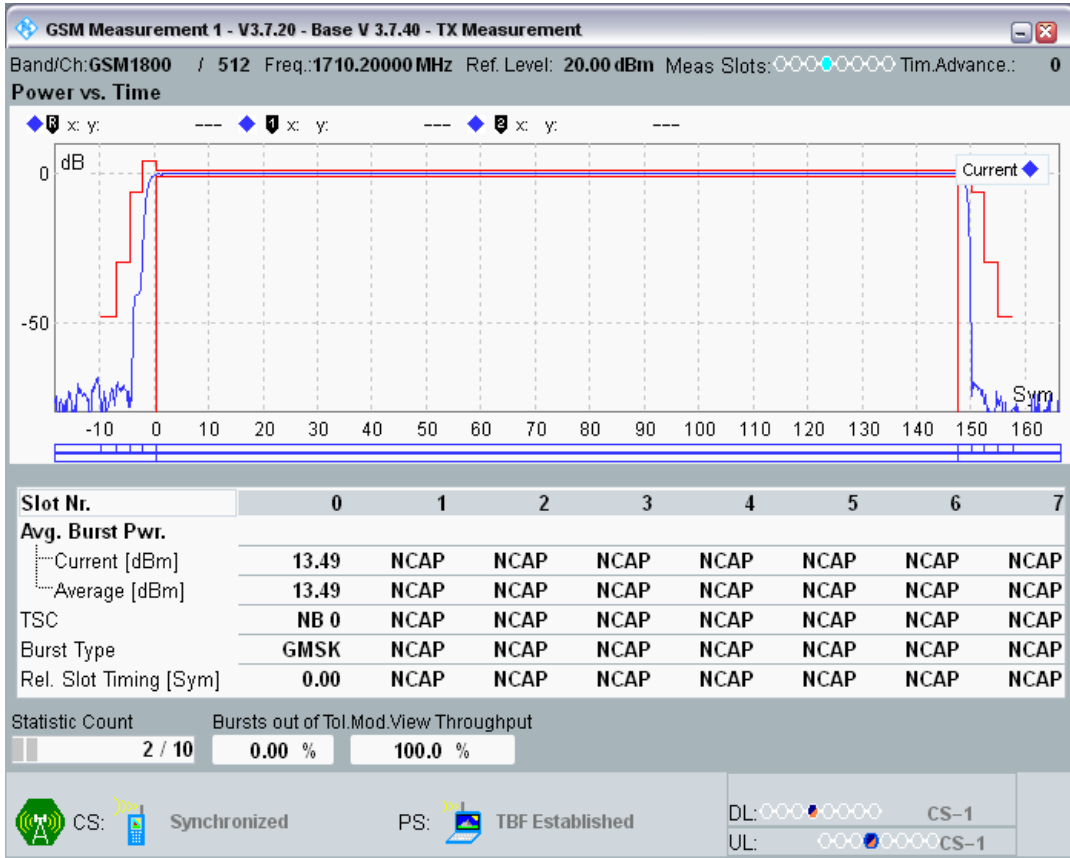 GSM Measurement 1 - V3.7.20 - Base V 3.7.40 - TX Measurement
Band/Ch:GSM1800 / 512 Freq.:1710.20000 MHz Ref. Level: 20.00 dBm Meas Slots: Tim.Advance.: 0
Power vs. Time
R x: y: --- 1 x: y: --- 2 x: y: ---
dB
0
Current
-50
Sym
-10 0 10 20 30 40 50 60 70 80 90 100 110 120 130 140 150 160
Slot Nr. 0 1 2 3 4 5 6 7
Avg. Burst Pwr.
Current [dBm] 13.49 NCAP NCAP NCAP NCAP NCAP NCAP NCAP
Average [dBm] 13.49 NCAP NCAP NCAP NCAP NCAP NCAP NCAP
TSC NB 0 NCAP NCAP NCAP NCAP NCAP NCAP NCAP
Burst Type GMSK NCAP NCAP NCAP NCAP NCAP NCAP NCAP
Rel. Slot Timing [Sym] 0.00 NCAP NCAP NCAP NCAP NCAP NCAP NCAP
Statistic Count Bursts out of Tol.Mod.View Throughput
2 / 10 0.00 % 100.0 %
CS: Synchronized PS: TBF Established
DL: CS-1
UL: CS-1